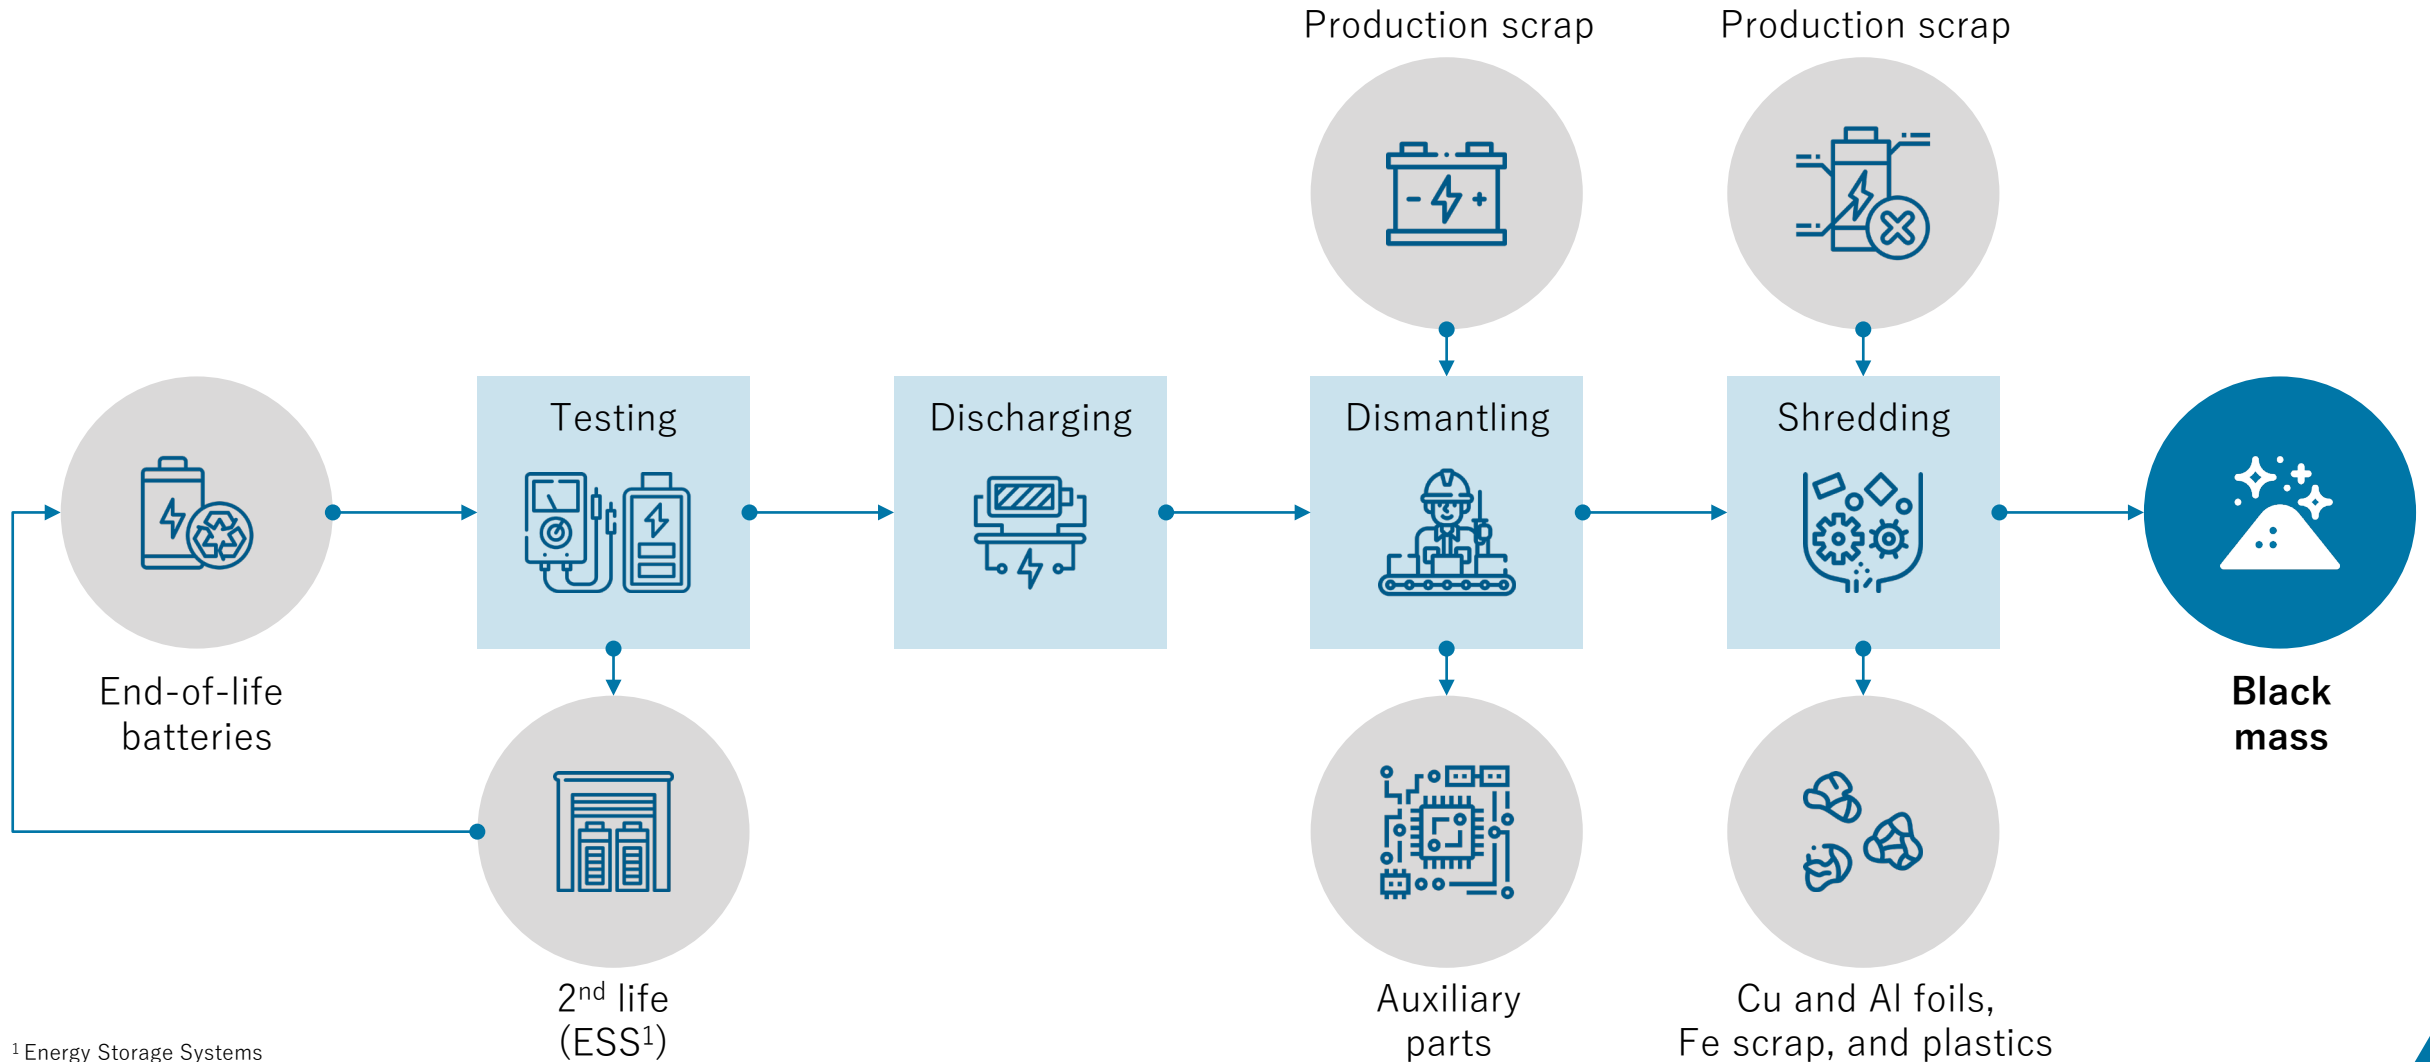 Production scrap
Production scrap
Testing
Discharging
Dismantling
Shredding
End-of-life
batteries
Black
mass
2nd life
(ESS1)
Auxiliary
parts
Cu and Al foils,
Fe scrap, and plastics
1 Energy Storage Systems